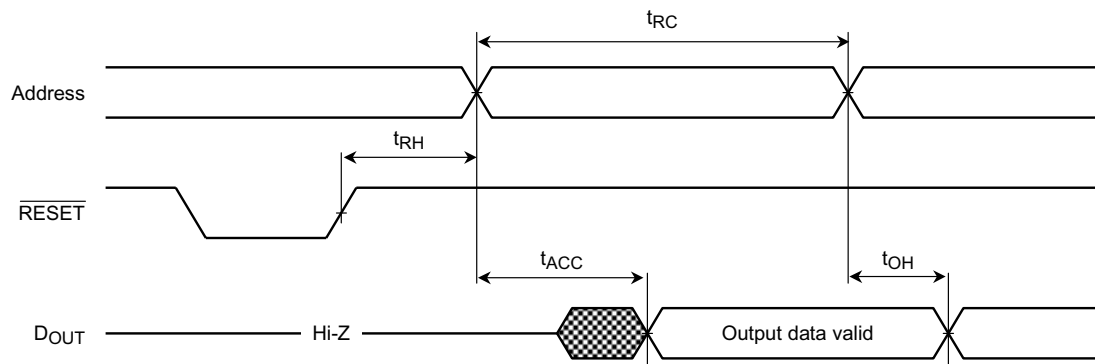 tRC
Address
tRH
RESET
tACC
tOH
DOUT
Hi-Z
Output data valid